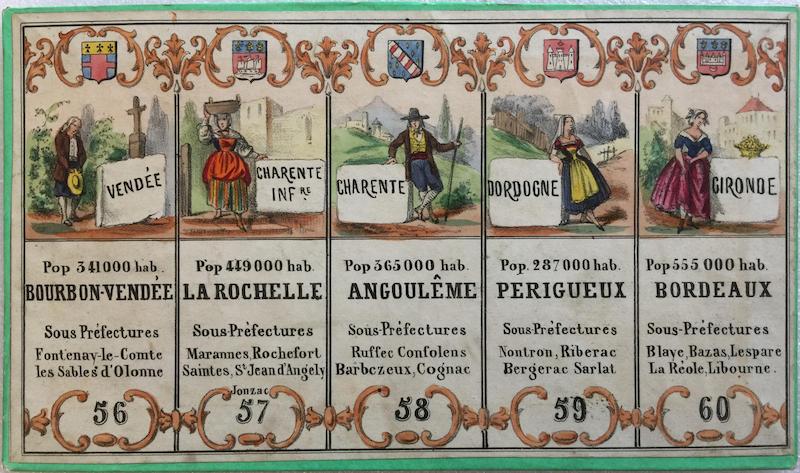 VENDÉE
Pop 341000 hab.
BOURBON-VENDÉE
Sous Préfectures
Fontenay-le-Comte
les Sables d'Olonne
56
CHARENTE
INFRE
Pop 449000 hab.
LA ROCHELLE
Sous-Préfectures
Marannes, Rochefort
Saintes, St Jean d'Angely
Jonzac
57
CHARENTE
Pop 365000 hab.
ANGOULÊME
Sous-Préfectures
Ruffec Confolens
Barbezeux, Cognac
58
DORDOGNE
Pop. 287000 hab.
PERIGUEUX
Sous-Préfectures
Nontron, Riberac
Bergerac Sarlat
59
GIRONDE
Pop 555 000 hab.
BORDEAUX
Sous-Préfectures
Blaye, Bazas, Lespare
La Réole, Libourne.
60